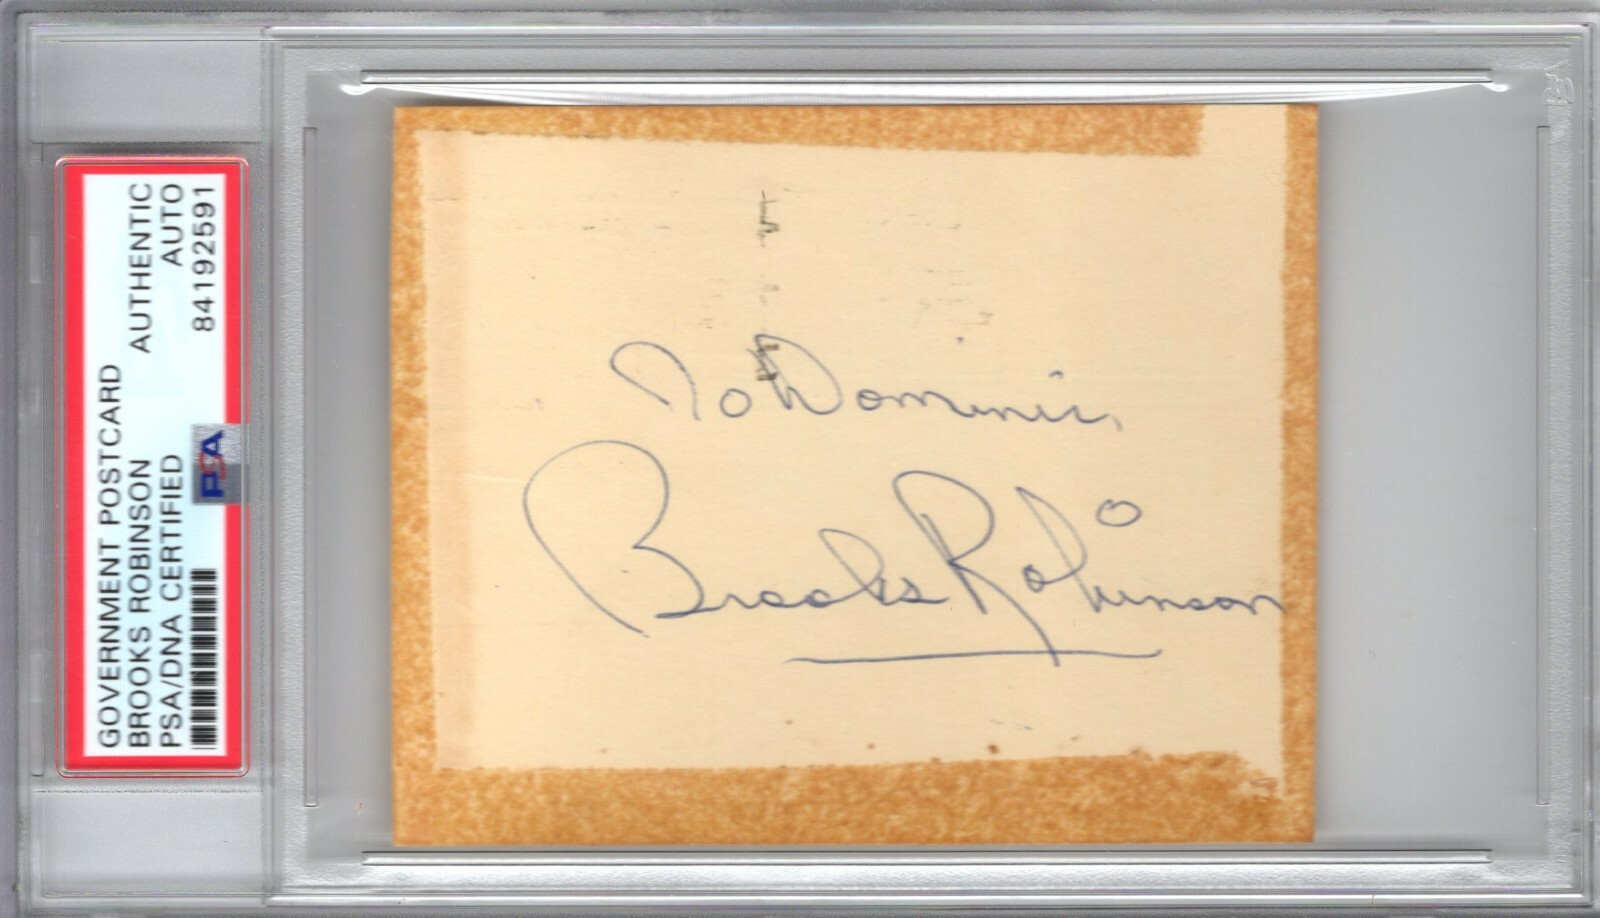 GOVERNMENT POSTCARD
BROOKS ROBINSON AUTHENTIC
PSA/DNA CERTIFIED AUTO
84192591
PSA
To Dominic,
Brooks Robinson